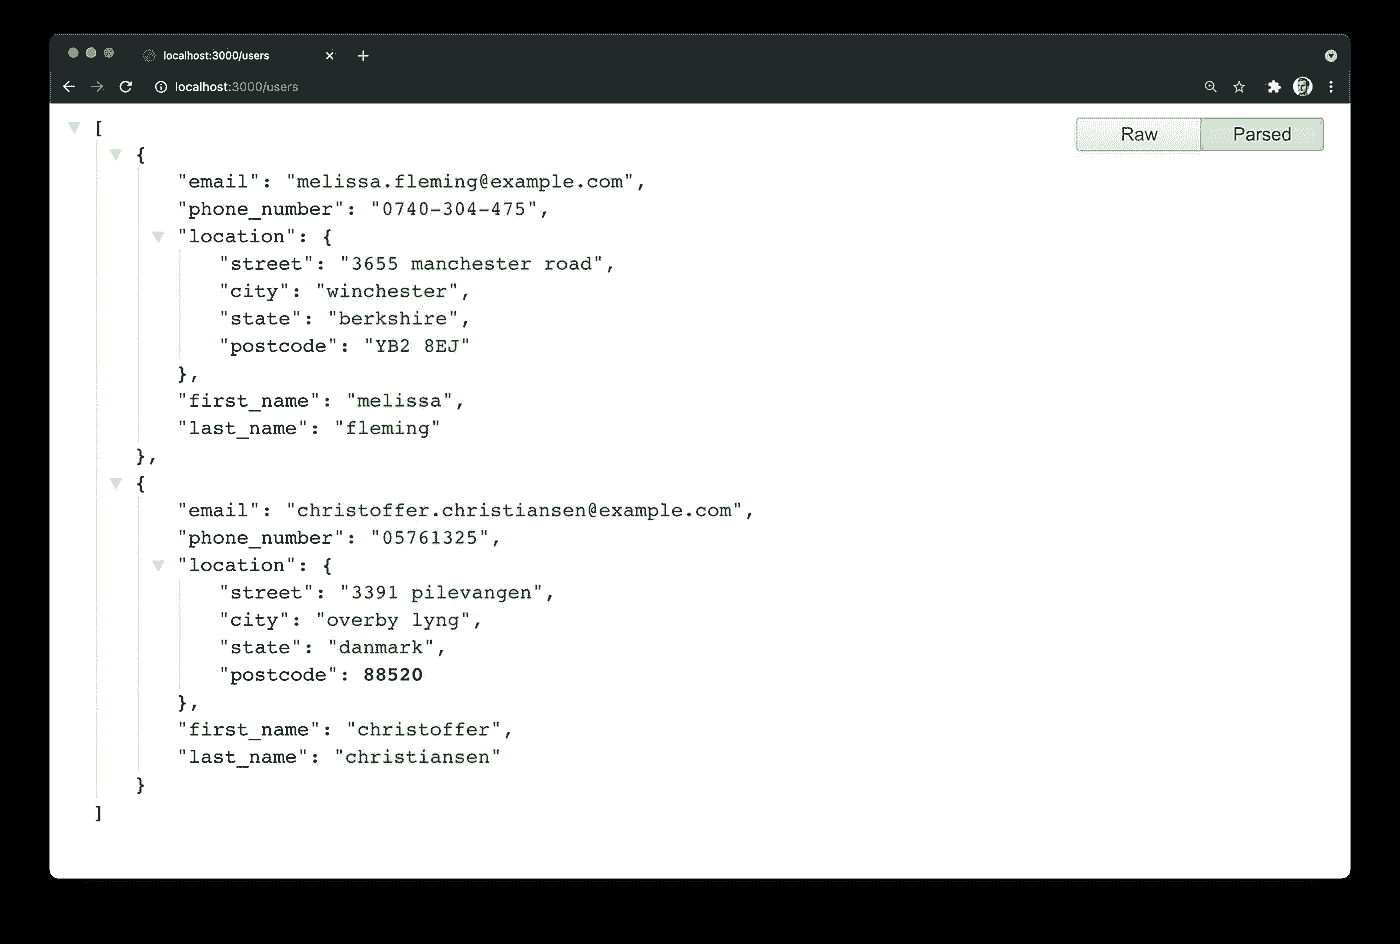 localhost:3000/users
localhost:3000/users
Raw Parsed
[
{
"email": "melissa.fleming@example.com",
"phone_number": "0740-304-475",
"location": {
"street": "3655 manchester road",
"city": "winchester",
"state": "berkshire",
"postcode": "YB2 8EJ"
},
"first_name": "melissa",
"last_name": "fleming"
},
{
"email": "christoffer.christiansen@example.com",
"phone_number": "05761325",
"location": {
"street": "3391 pilevangen",
"city": "overby lyng",
"state": "danmark",
"postcode": 88520
},
"first_name": "christoffer",
"last_name": "christiansen"
}
]